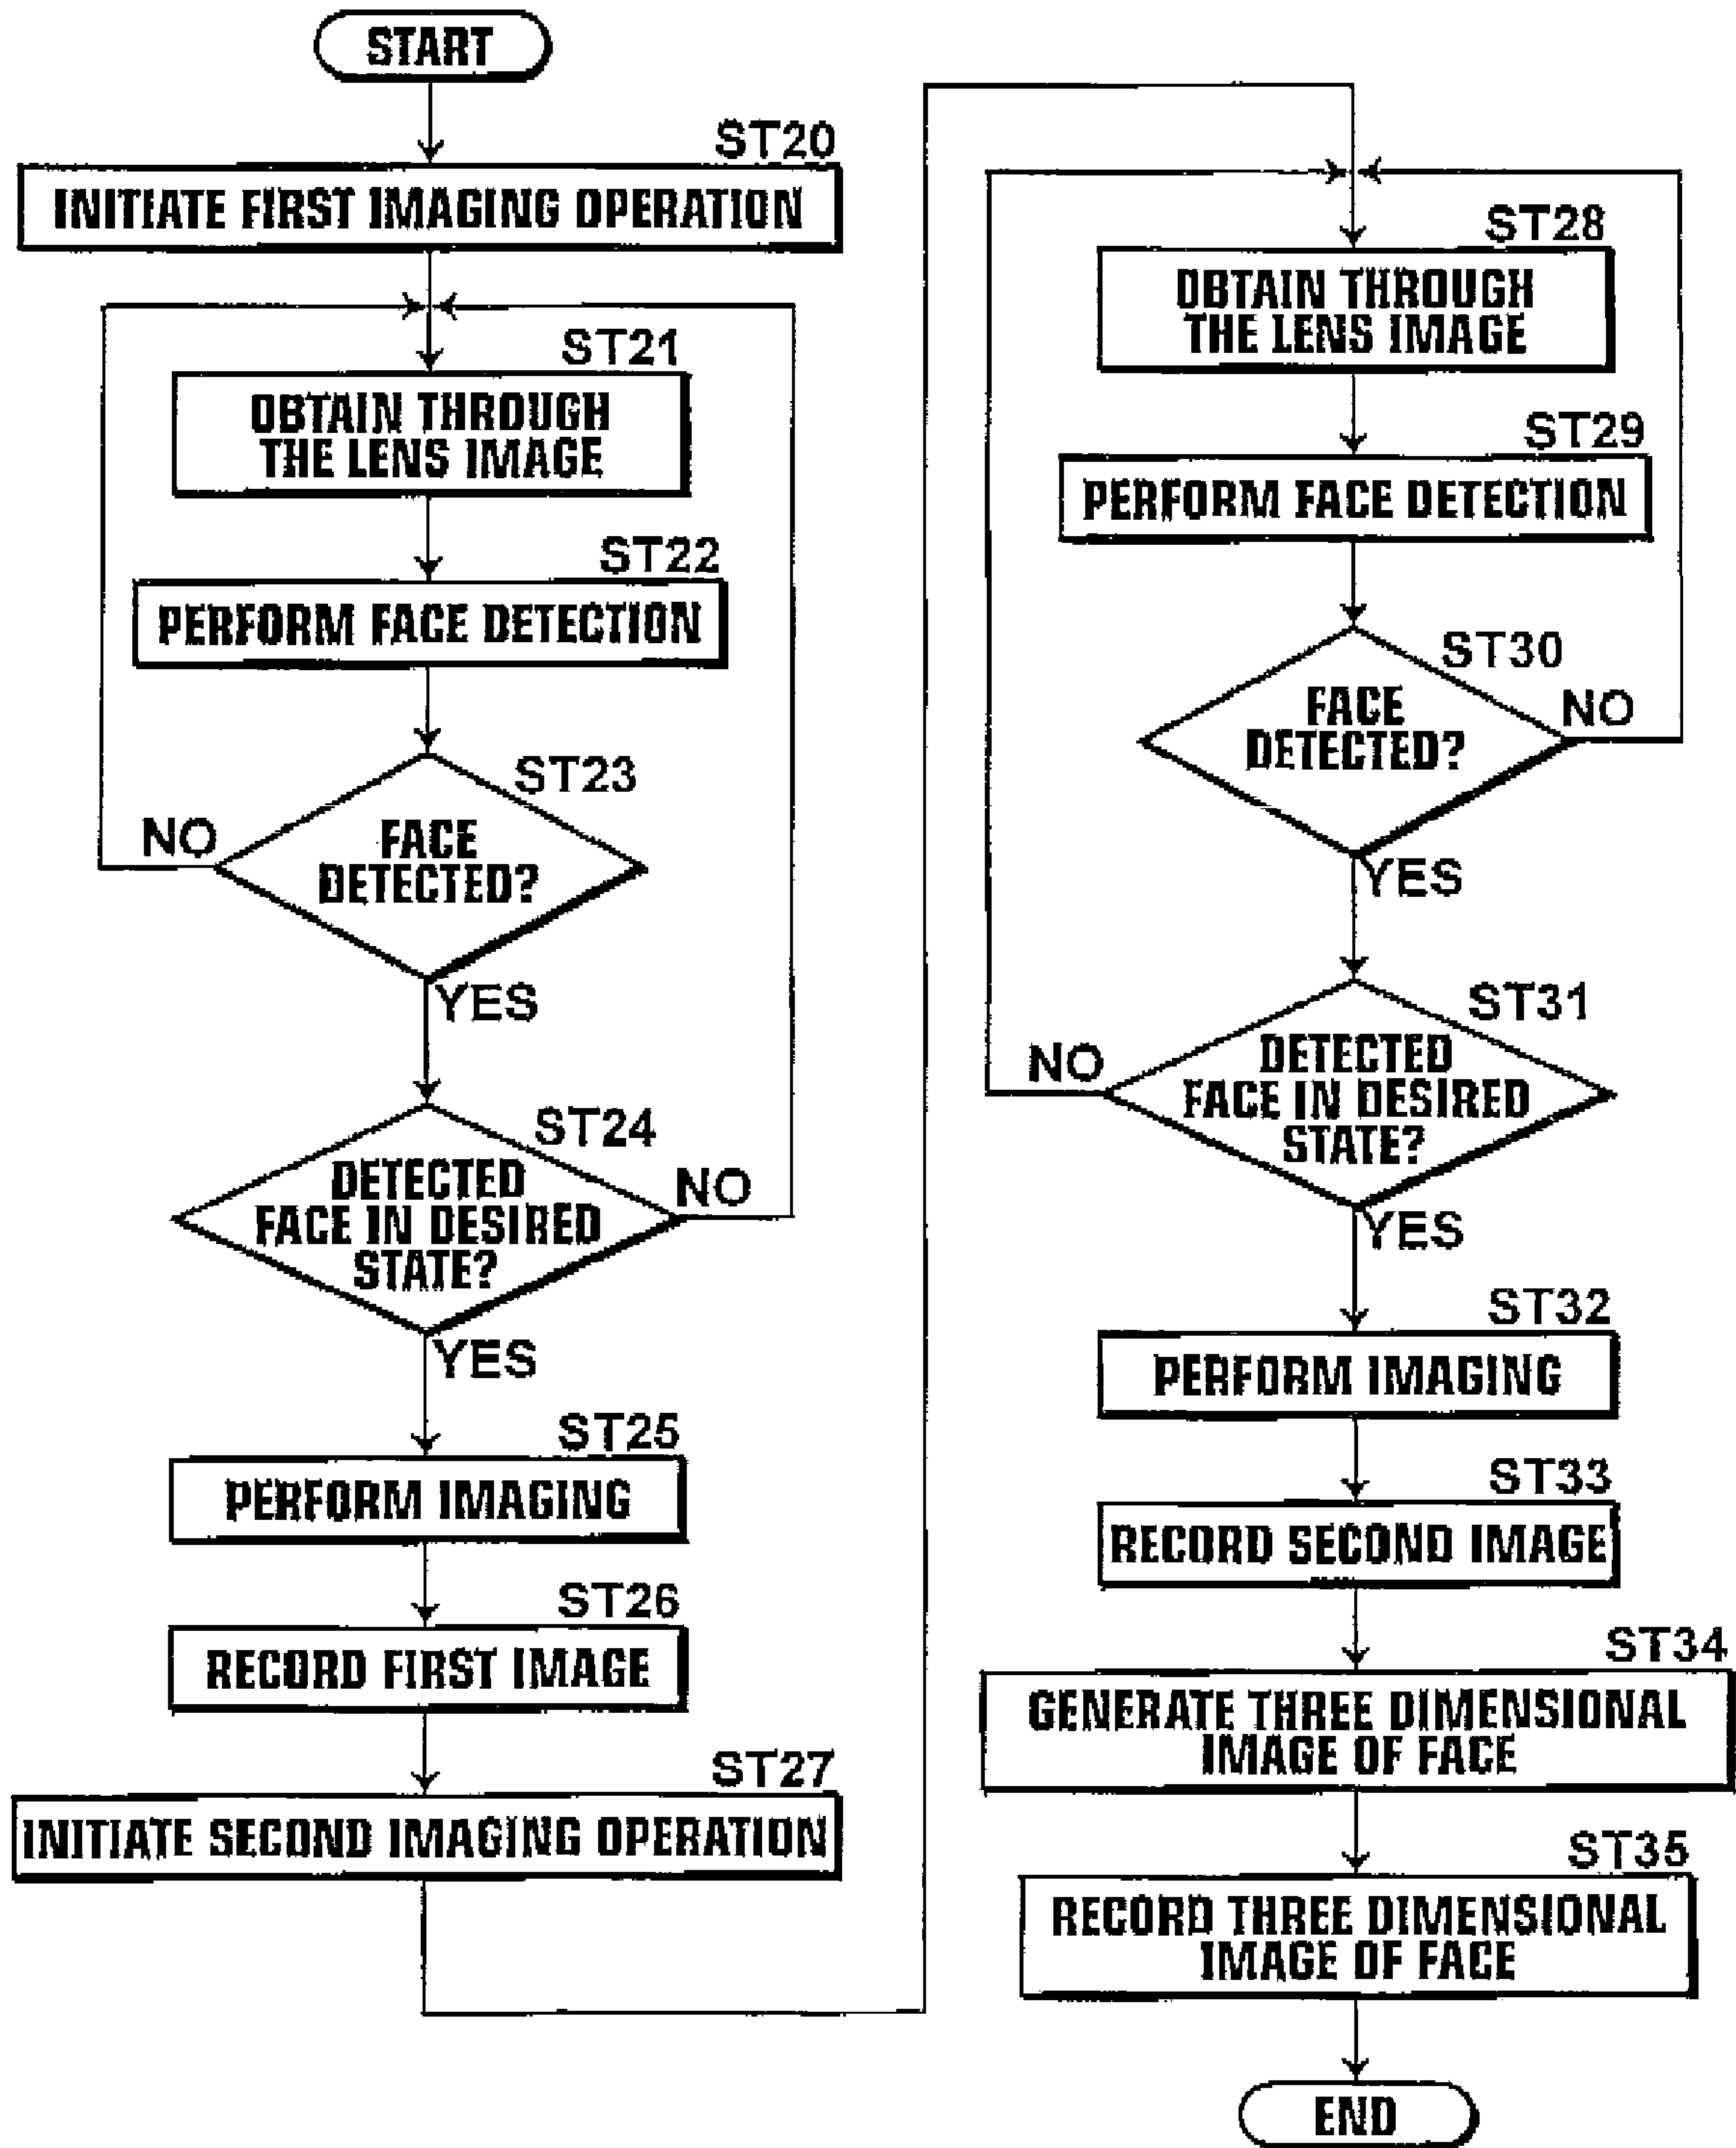 START
ST20
INITIATE FIRST IMAGING OPERATION
ST21
OBTAIN THROUGH
THE LENS IMAGE
ST22
PERFORM FACE DETECTION
ST23
FACE
DETECTED?
NO
YES
ST24
DETECTED
FACE IN DESIRED
STATE?
NO
YES
ST25
PERFORM IMAGING
ST26
RECORD FIRST IMAGE
ST27
INITIATE SECOND IMAGING OPERATION
ST28
OBTAIN THROUGH
THE LENS IMAGE
ST29
PERFORM FACE DETECTION
ST30
FACE
DETECTED?
NO
YES
ST31
DETECTED
FACE IN DESIRED
STATE?
NO
YES
ST32
PERFORM IMAGING
ST33
RECORD SECOND IMAGE
ST34
GENERATE THREE DIMENSIONAL
IMAGE OF FACE
ST35
RECORD THREE DIMENSIONAL
IMAGE OF FACE
END